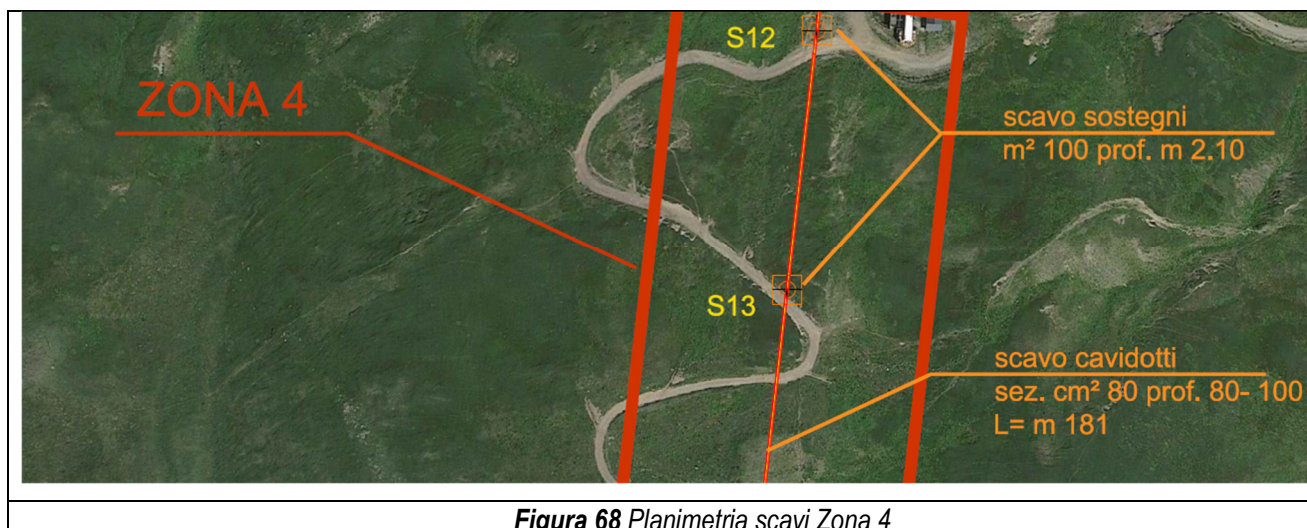 S12
ZONA 4
scavo sostegni
m² 100 prof. m 2.10
S13
scavo cavidotti
sez. cm² 80 prof. 80- 100
L= m 181
Figura 68 Planimetria scavi Zona 4